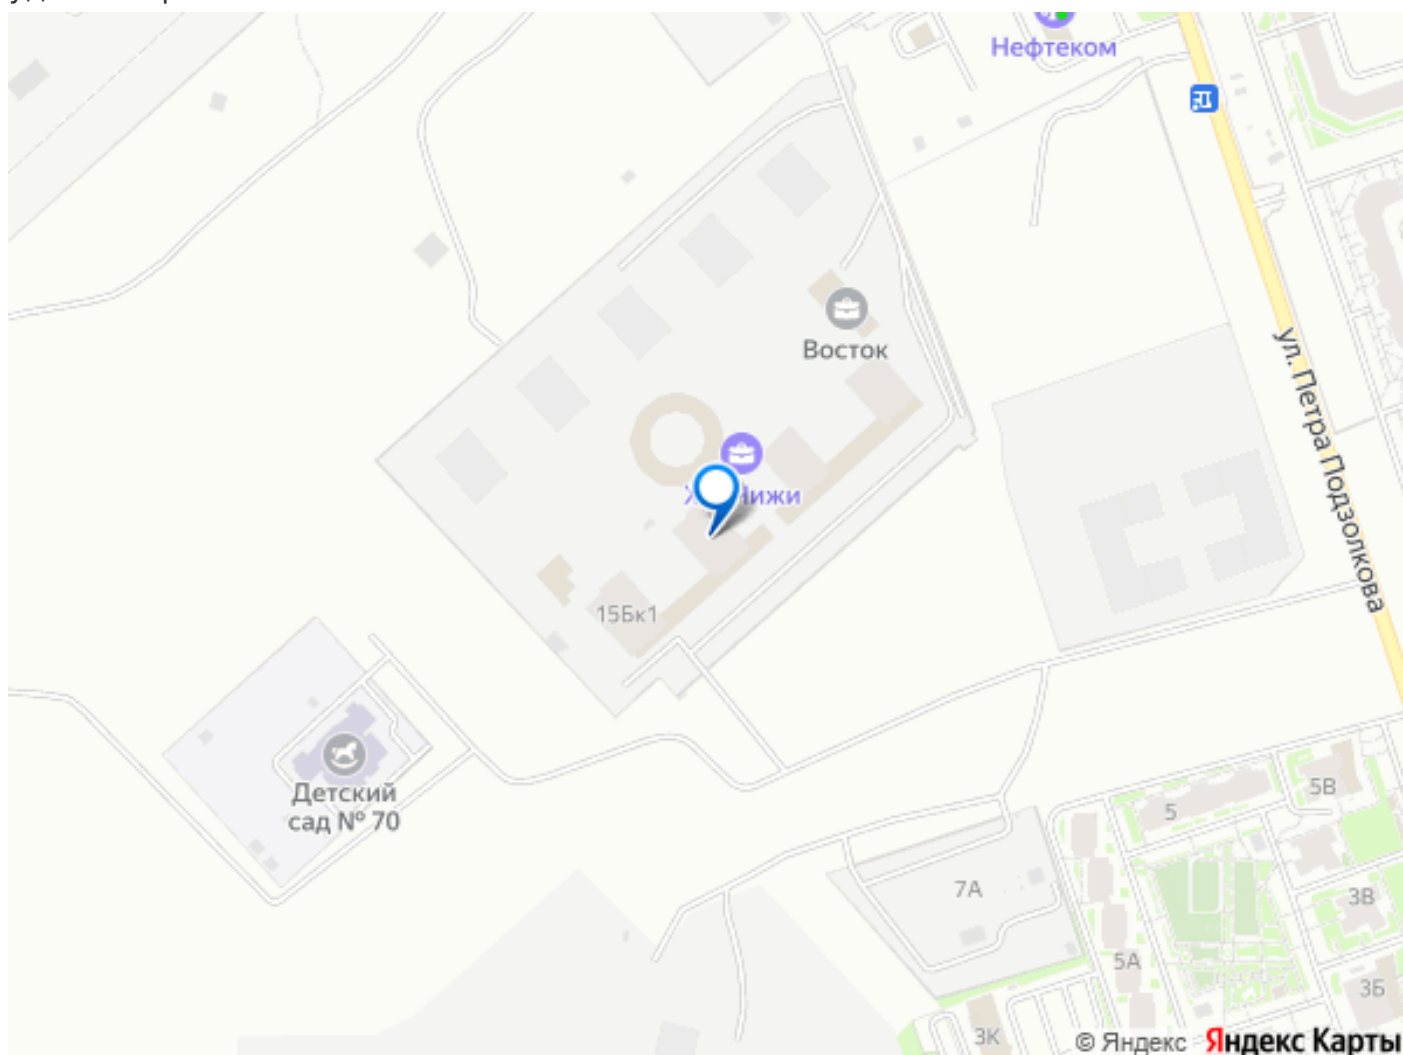 Нефтеком
Восток
ул. Петра Подзолкова
15Бк1
Детский
сад № 70
5В
5
7А
3В
5А
3Б
3К
© Яндекс Яндекс Карты